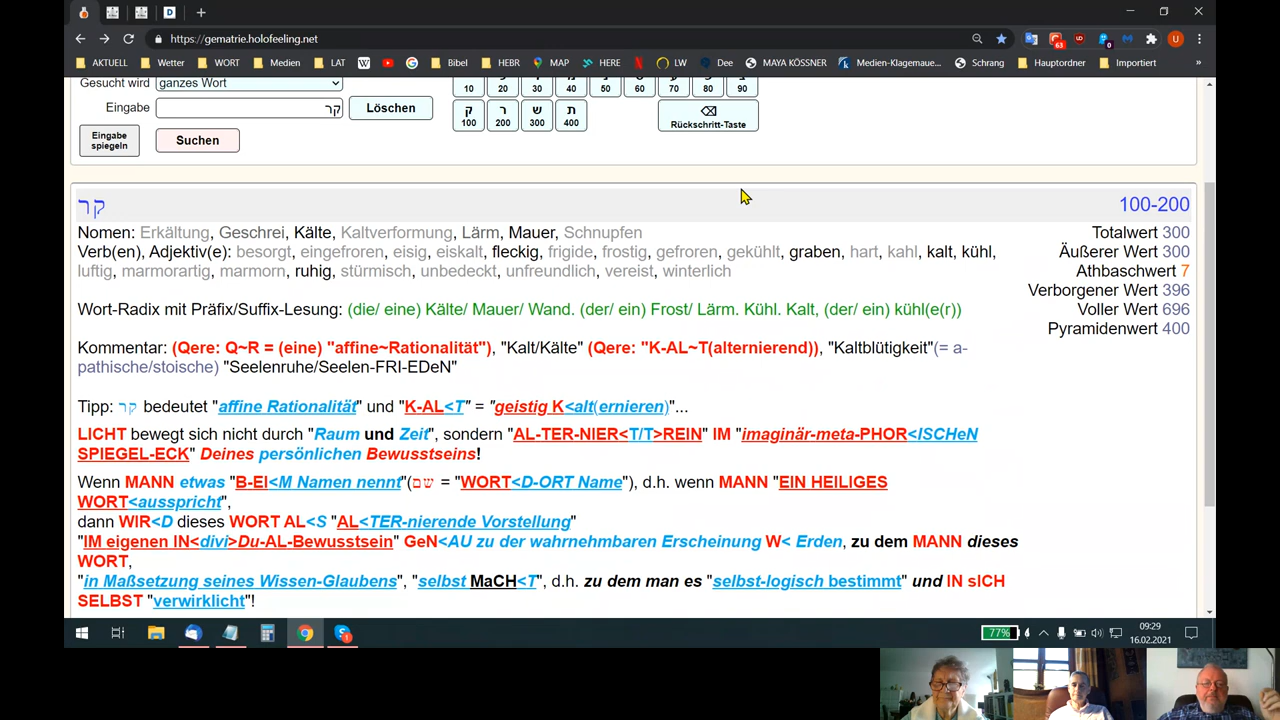 https://gematrie.holofeeling.net
63
0
U
AKTUELL Wetter WORT Medien LAT Bibel HEBR MAP HERE LW Dee MAYA KÖSSNER Medien-Klagemaue... Schrang Hauptordner Importiert »
Gesucht wird ganzes Wort
10 20 30 40 50 60 70 80 90
Eingabe קר Löschen
ק ר ש ת
100 200 300 400
Rückschritt-Taste
Eingabe spiegeln
Suchen
קר 100-200
Nomen: Erkältung, Geschrei, Kälte, Kaltverformung, Lärm, Mauer, Schnupfen
Totalwert 300
Verb(en), Adjektiv(e): besorgt, eingefroren, eisig, eiskalt, fleckig, frigide, frostig, gefroren, gekühlt, graben, hart, kahl, kalt, kühl,
Äußerer Wert 300
luftig, marmorartig, marmorn, ruhig, stürmisch, unbedeckt, unfreundlich, vereist, winterlich
Athbaschwert 7
Verborgener Wert 396
Wort-Radix mit Präfix/Suffix-Lesung: (die/ eine) Kälte/ Mauer/ Wand. (der/ ein) Frost/ Lärm. Kühl. Kalt, (der/ ein) kühl(e(r))
Voller Wert 696
Pyramidenwert 400
Kommentar: (Qere: Q~R = (eine) "affine~Rationalität"), "Kalt/Kälte" (Qere: "K-AL~T(alternierend)), "Kaltblütigkeit"(= a-
pathische/stoische) "Seelenruhe/Seelen-FRI-EDeN"
Tipp: קר bedeutet "affine Rationalität" und "K-AL<T" = "geistig K<alt(ernieren)"...
LICHT bewegt sich nicht durch "Raum und Zeit", sondern "AL-TER-NIER<T/T>REIN" IM "imaginär-meta-PHOR<ISCHeN
SPIEGEL-ECK" Deines persönlichen Bewusstseins!
Wenn MANN etwas "B-EI<M Namen nennt"(שם = "WORT<D-ORT Name"), d.h. wenn MANN "EIN HEILIGES
WORT<ausspricht",
dann WIR<D dieses WORT AL<S "AL<TER-nierende Vorstellung"
"IM eigenen IN<divi>Du-AL-Bewusstsein" GeN<AU zu der wahrnehmbaren Erscheinung W< Erden, zu dem MANN dieses
WORT,
"in Maßsetzung seines Wissen-Glaubens", "selbst MaCH<T", d.h. zu dem man es "selbst-logisch bestimmt" und IN sICH
SELBST "verwirklicht"!
77%
09:29
16.02.2021